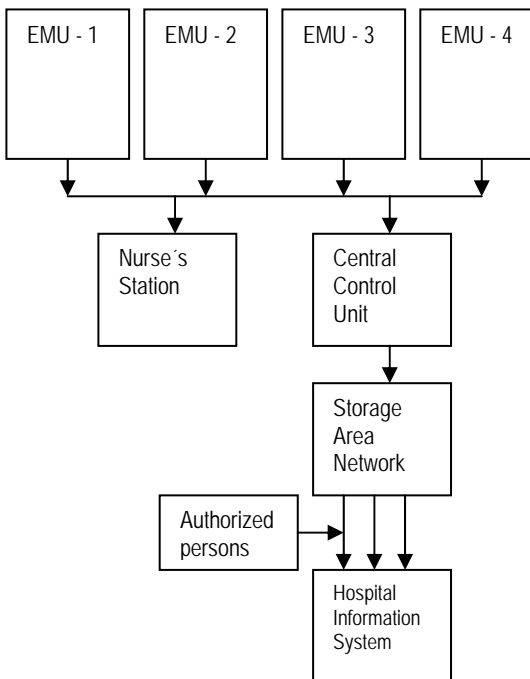 EMU - 1
EMU - 2
EMU - 3
EMU - 4
Nurse´s
Station
Central
Control
Unit
Storage
Area
Network
Authorized
persons
Hospital
Information
System